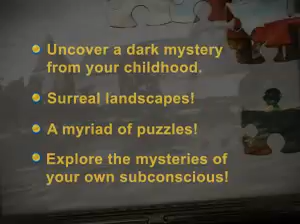 Uncover a dark mystery
from your childhood.
Surreal landscapes!
A myriad of puzzles!
Explore the mysteries of
your own subconscious!